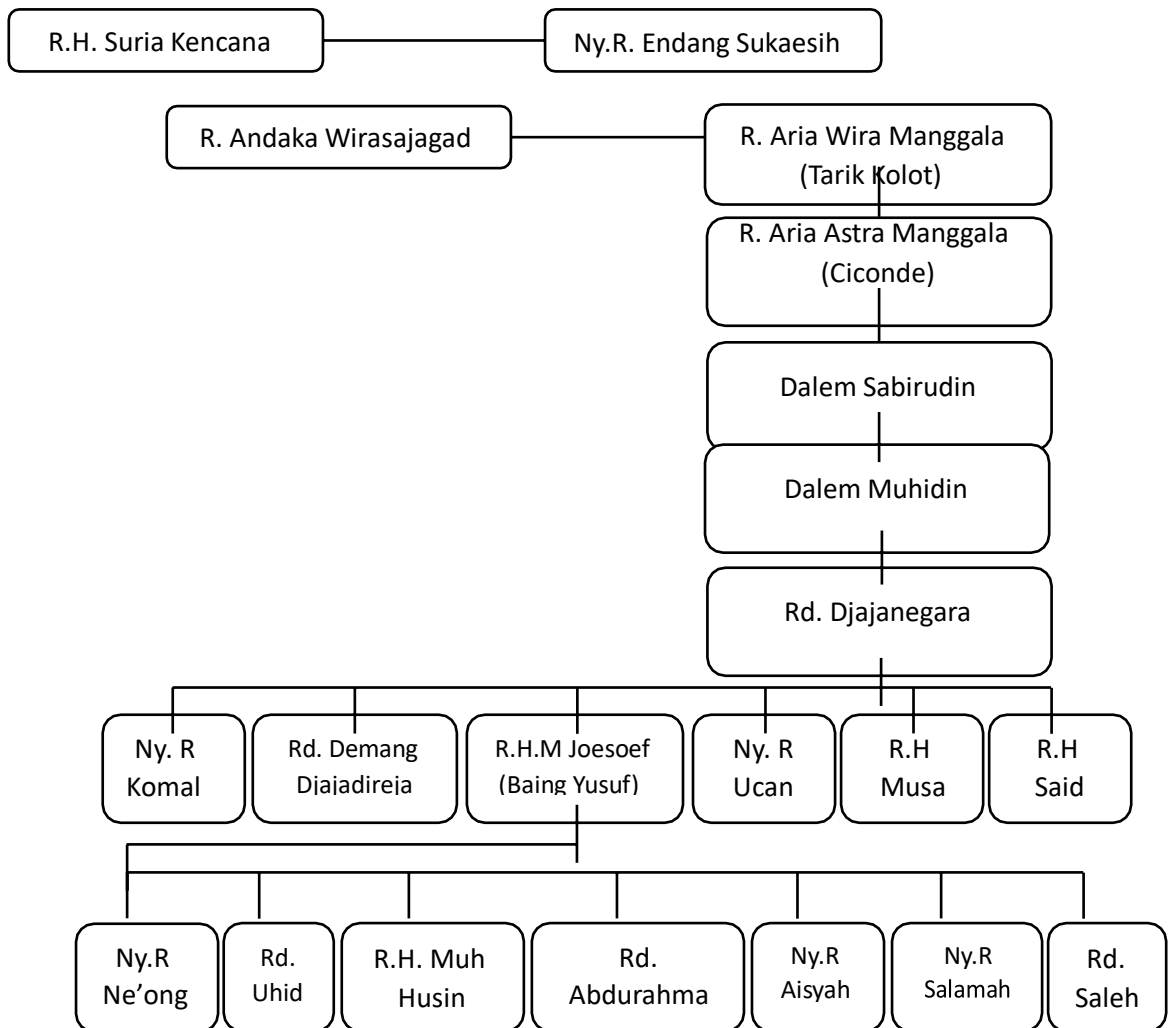 R.H. Suria Kencana
Ny.R. Endang Sukaesih
R. Andaka Wirasajagad
R. Aria Wira Manggala
(Tarik Kolot)
R. Aria Astra Manggala
(Ciconde)
Dalem Sabirudin
Dalem Muhidin
Rd. Djajanegara
Ny. R
Komal
Rd. Demang
Djajadireja
R.H.M Joesoef
(Baing Yusuf)
Ny. R
Ucan
R.H
Musa
R.H
Said
Ny.R
Ne’ong
Rd.
Uhid
R.H. Muh
Husin
Rd.
Abdurahma
Ny.R
Aisyah
Ny.R
Salamah
Rd.
Saleh